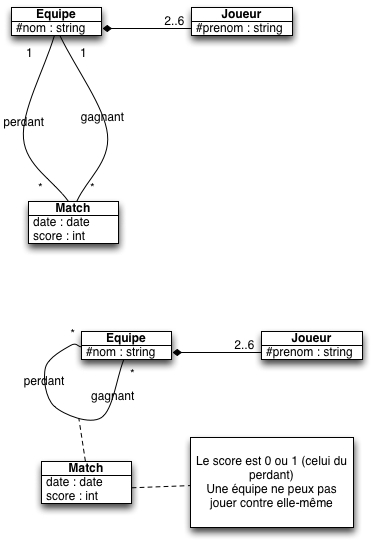 Equipe
#nom : string
2..6
Joueur
#prenom : string
1
1
perdant
gagnant
*
*
Match
date : date
score : int
*
Equipe
#nom : string
2..6
Joueur
#prenom : string
*
perdant
gagnant
Match
date : date
score : int
Le score est 0 ou 1 (celui du
perdant)
Une équipe ne peux pas
jouer contre elle-même